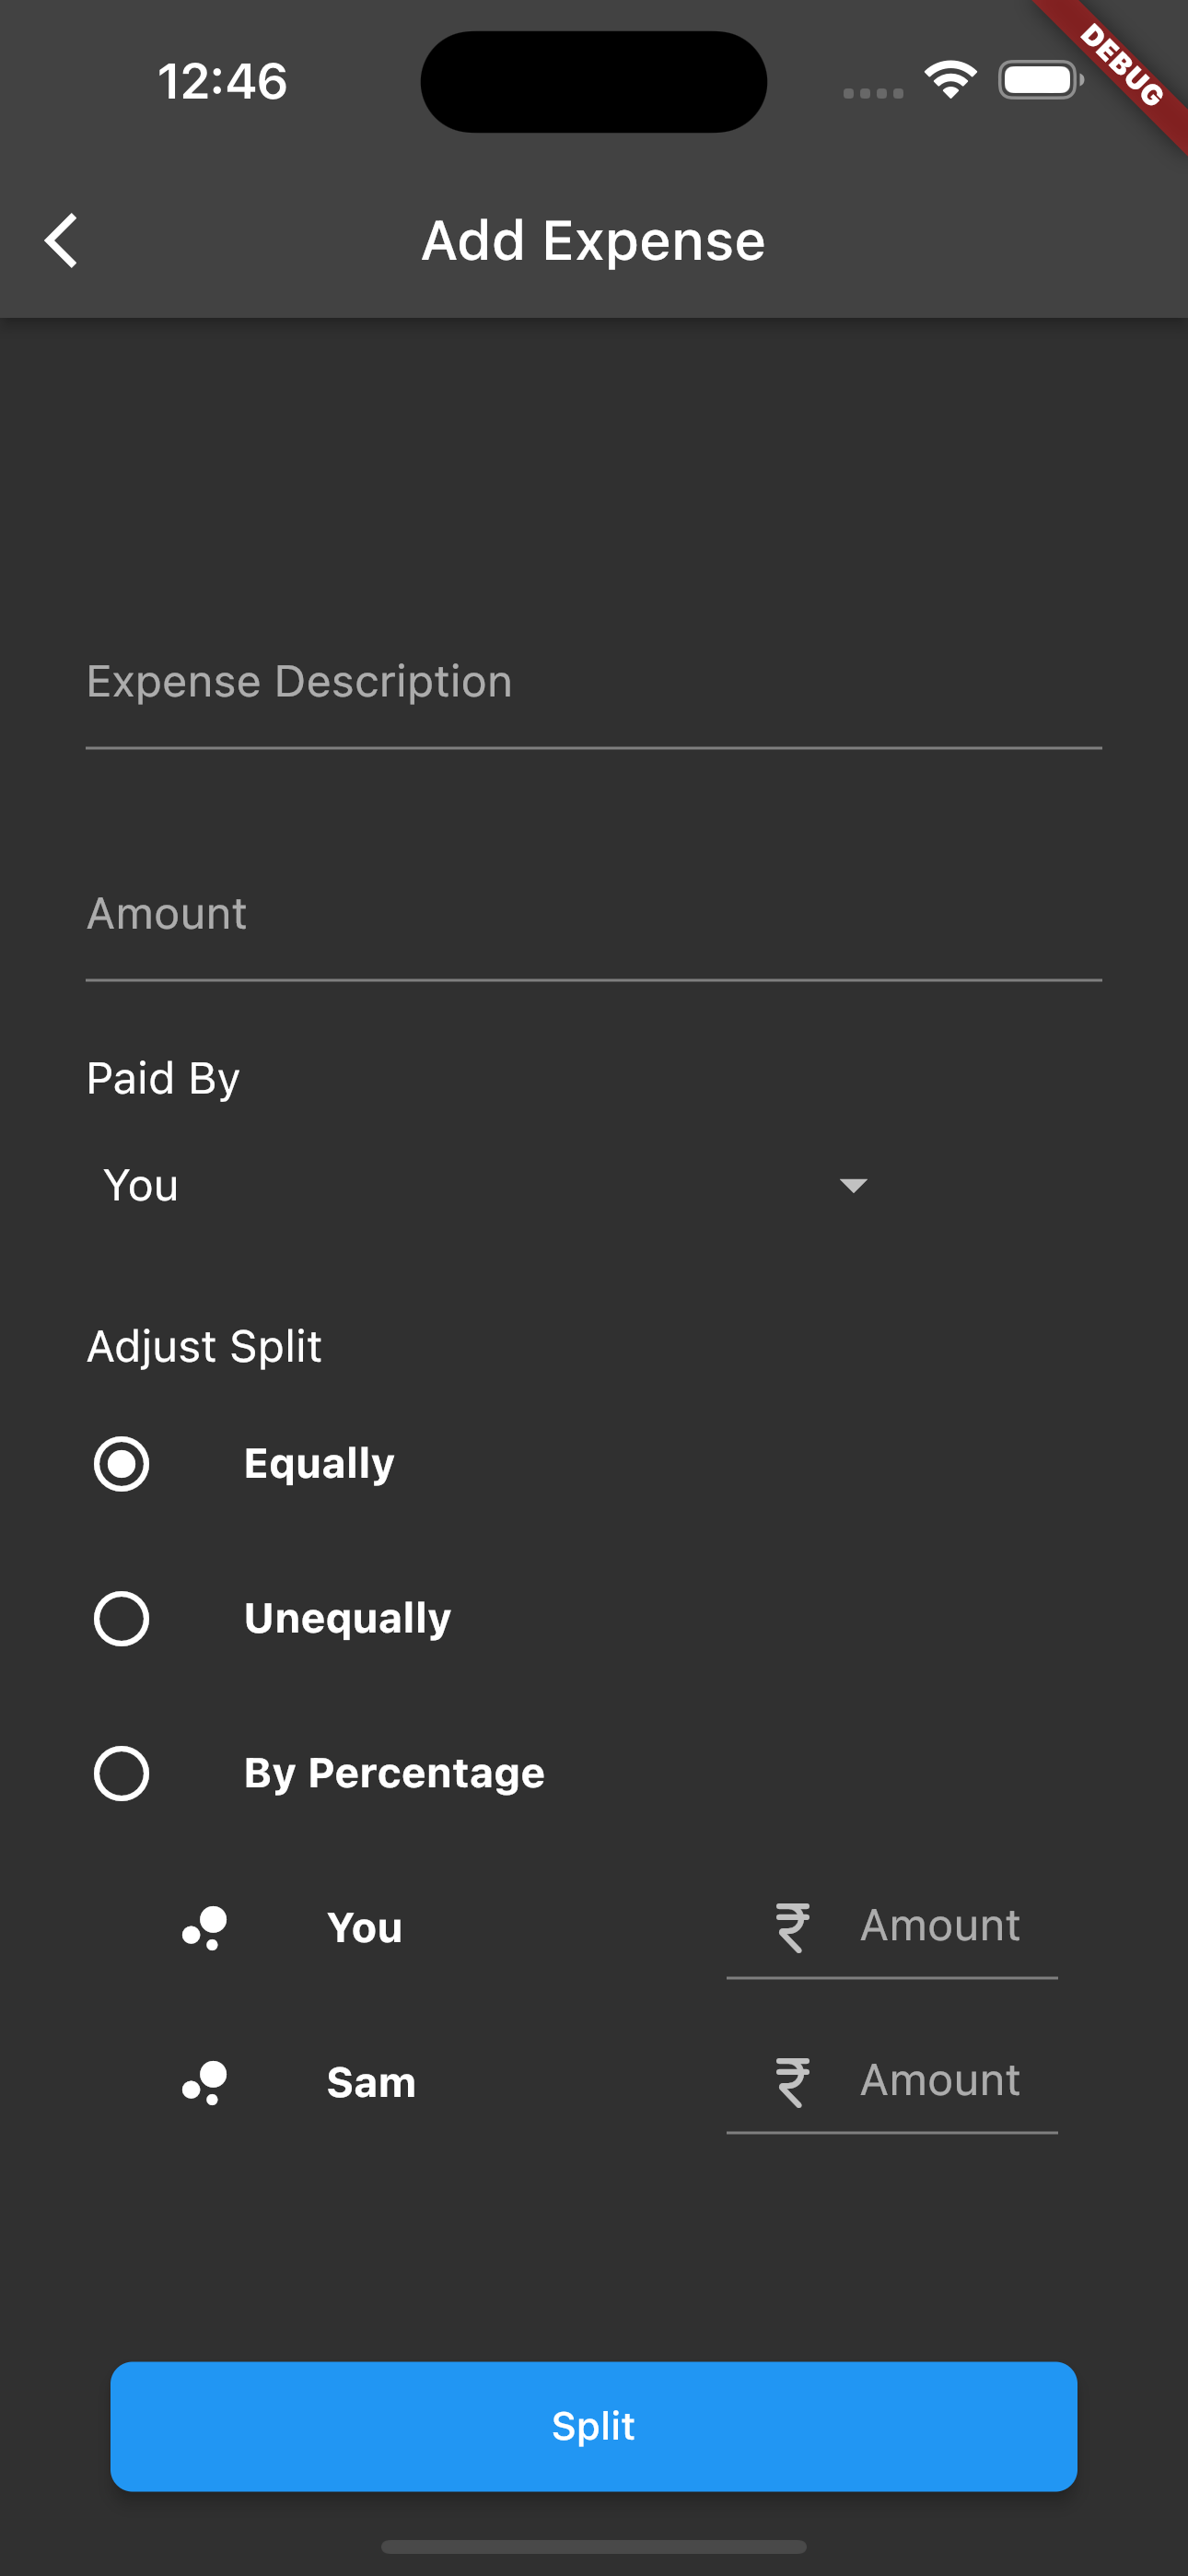 12:46
DEBUG
Add Expense
Expense Description
Amount
Paid By
You
Adjust Split
Equally
Unequally
By Percentage
You ₹ Amount
Sam ₹ Amount
Split